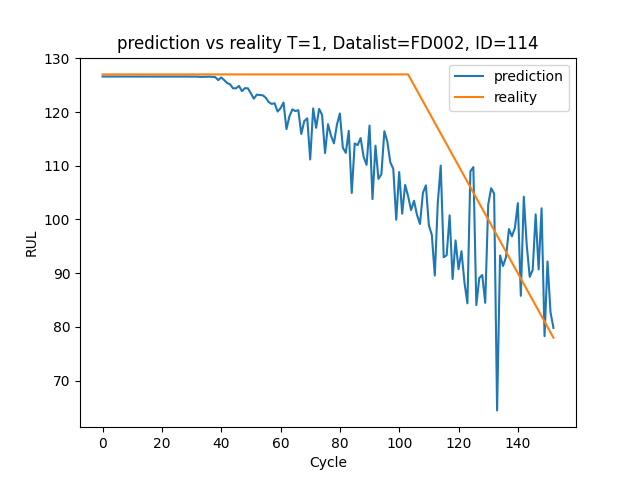 prediction vs reality T=1, Datalist=FD002, ID=114
prediction
reality
130
120
110
100
90
80
70
RUL
0 20 40 60 80 100 120 140
Cycle